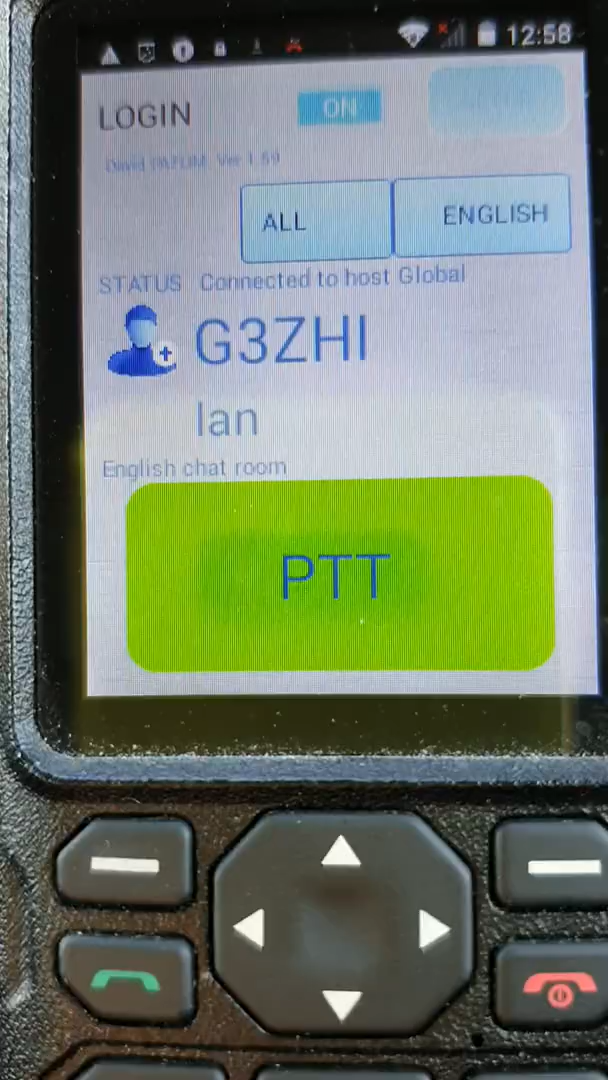 12:58
LOGIN ON
ALL ENGLISH
STATUS Connected to host Global
G3ZHI
Ian
English chat room
PTT